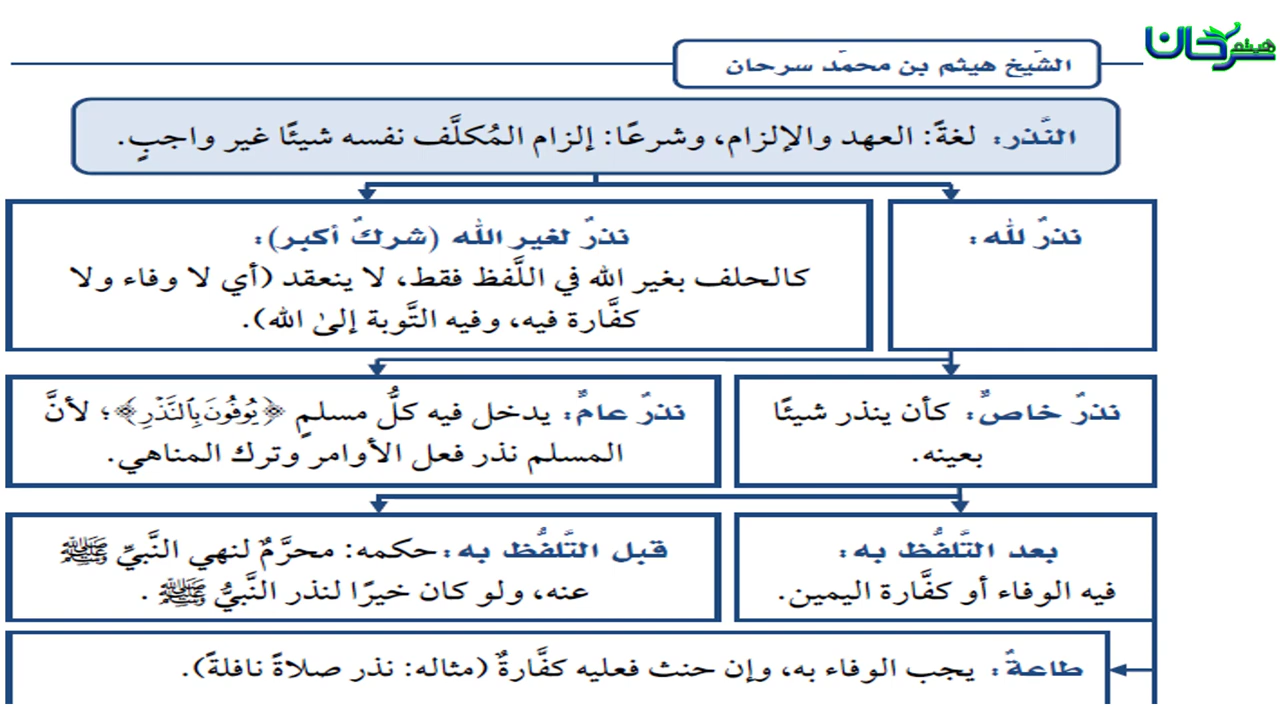 هيثم سرحان
الشيخ هيثم بن محمد سرحان
النَّذر: لغةً: العهد والإلزام، وشرعًا: إلزام المُكلَّف نفسه شيئًا غير واجبٍ.
نذرٌ لله:
نذرٌ لغير الله (شركٌ أكبر):
كالحلف بغير الله في اللَّفظ فقط، لا ينعقد (أي لا وفاء ولا
كفَّارة فيه، وفيه التَّوبة إلىٰ الله).
نذرٌ خاصٌّ: كأن ينذر شيئًا
بعينه.
نذرٌ عامٌّ: يدخل فيه كلُّ مسلمٍ ﴿يُوفُونَ بِٱلنَّذْرِ﴾؛ لأنَّ
المسلم نذر فعل الأوامر وترك المناهي.
بعد التَّلفُّظ به:
فيه الوفاء أو كفَّارة اليمين.
قبل التَّلفُّظ به: حكمه: محرَّمٌ لنهي النَّبيِّ ﷺ
عنه، ولو كان خيرًا لنذر النَّبيُّ ﷺ.
طاعةٌ: يجب الوفاء به، وإن حنث فعليه كفَّارةٌ (مثاله: نذر صلاةً نافلةً).